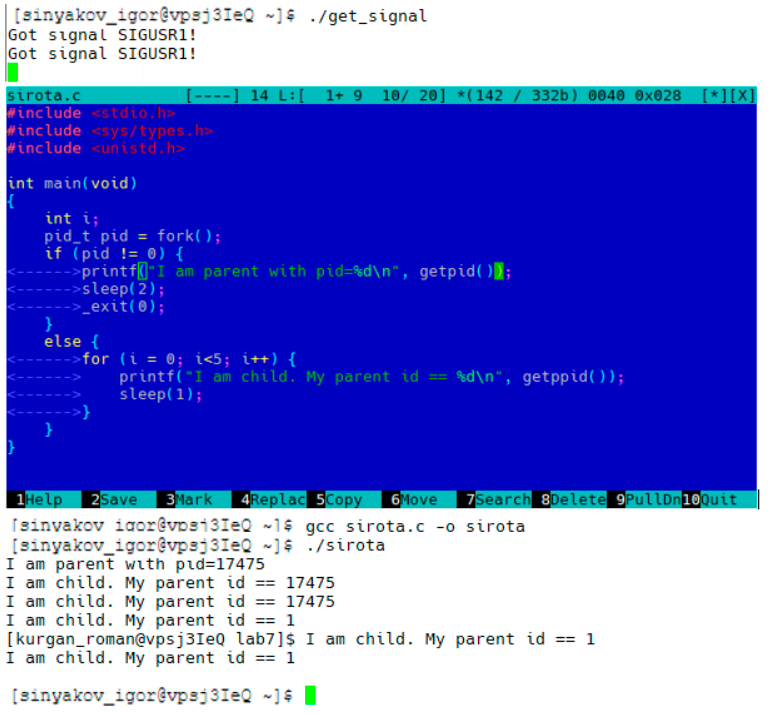 [sinyakov_igor@vpsj3IeQ ~]$ ./get_signal
Got signal SIGUSR1!
Got signal SIGUSR1!
sirota.c [----] 14 L:[ 1+ 9 10/ 20] *(142 / 332b) 0040 0x028 [*][X]
#include <stdio.h>
#include <sys/types.h>
#include <unistd.h>
int main(void)
{
    int i;
    pid_t pid = fork();
    if (pid != 0) {
<------>printf("I am parent with pid=%d\n", getpid());
<------>sleep(2);
<------>_exit(0);
    }
    else {
<------>for (i = 0; i<5; i++) {
<------>    printf("I am child. My parent id == %d\n", getppid());
<------>    sleep(1);
<------>}
    }
}
1Help 2Save 3Mark 4Replac 5Copy 6Move 7Search 8Delete 9PullDn 10Quit
[sinyakov_igor@vpsj3IeQ ~]$ gcc sirota.c -o sirota
[sinyakov_igor@vpsj3IeQ ~]$ ./sirota
I am parent with pid=17475
I am child. My parent id == 17475
I am child. My parent id == 17475
I am child. My parent id == 1
[kurgan_roman@vpsj3IeQ lab7]$ I am child. My parent id == 1
I am child. My parent id == 1
[sinyakov_igor@vpsj3IeQ ~]$